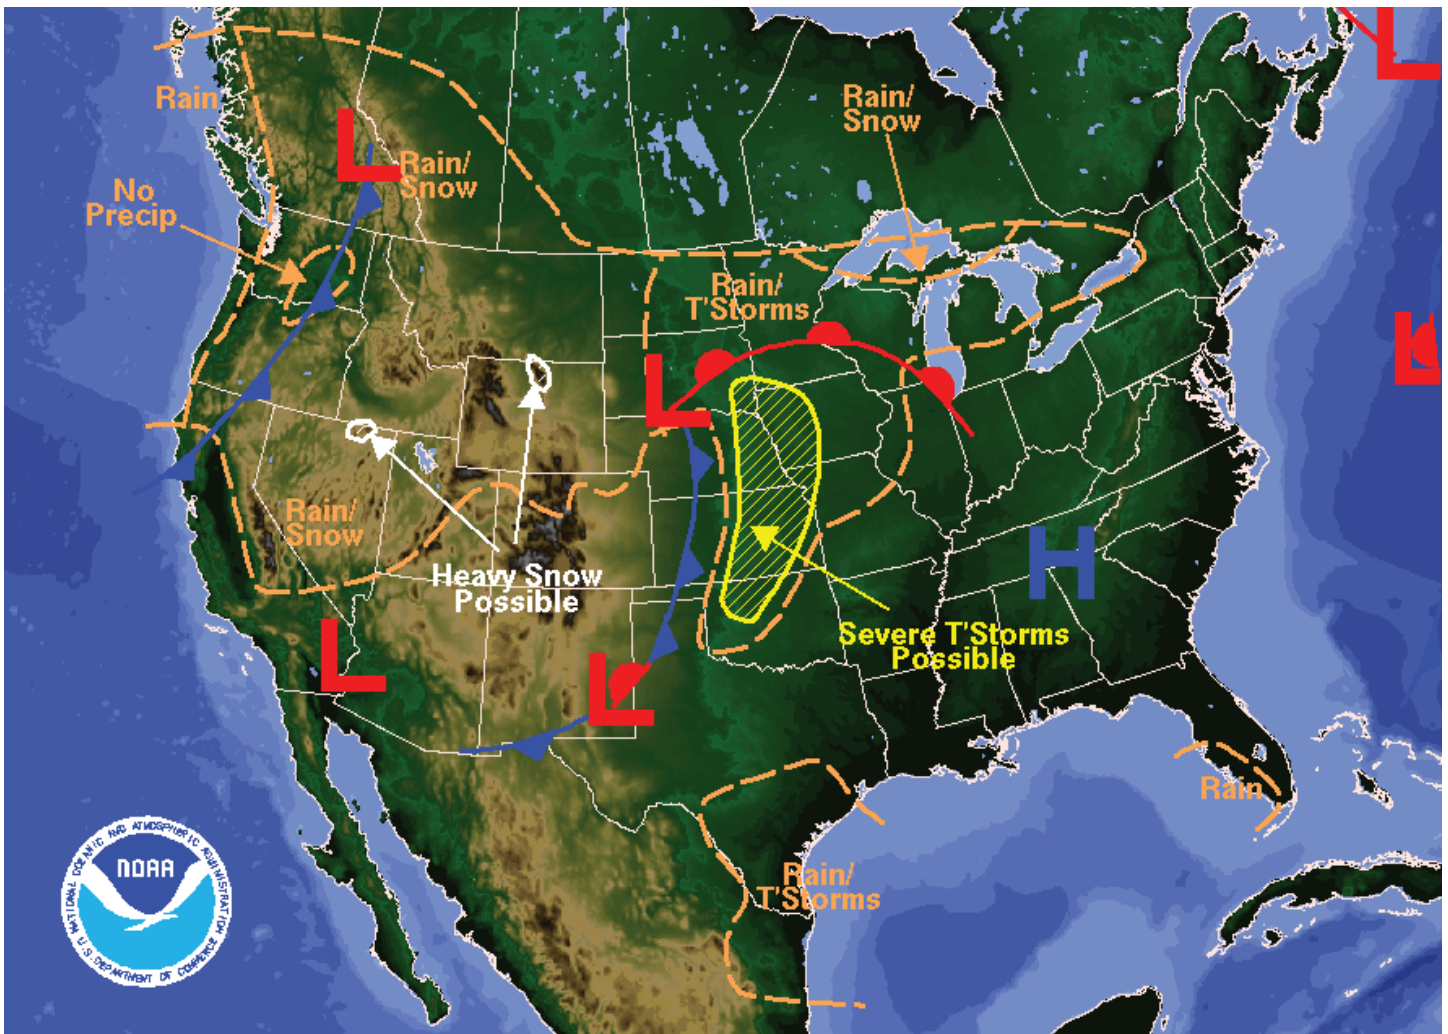 L
Rain/
Snow
Rain
L
Rain/
Snow
No
Precip
Rain/
T'Storms
L
L
Rain/
Snow
H
Heavy Snow
Possible
Severe T'Storms
Possible
L
L
Rain
Rain/
T'Storms
NATIONAL OCEANIC AND ATMOSPHERIC ADMINISTRATION
NOAA
U.S. DEPARTMENT OF COMMERCE